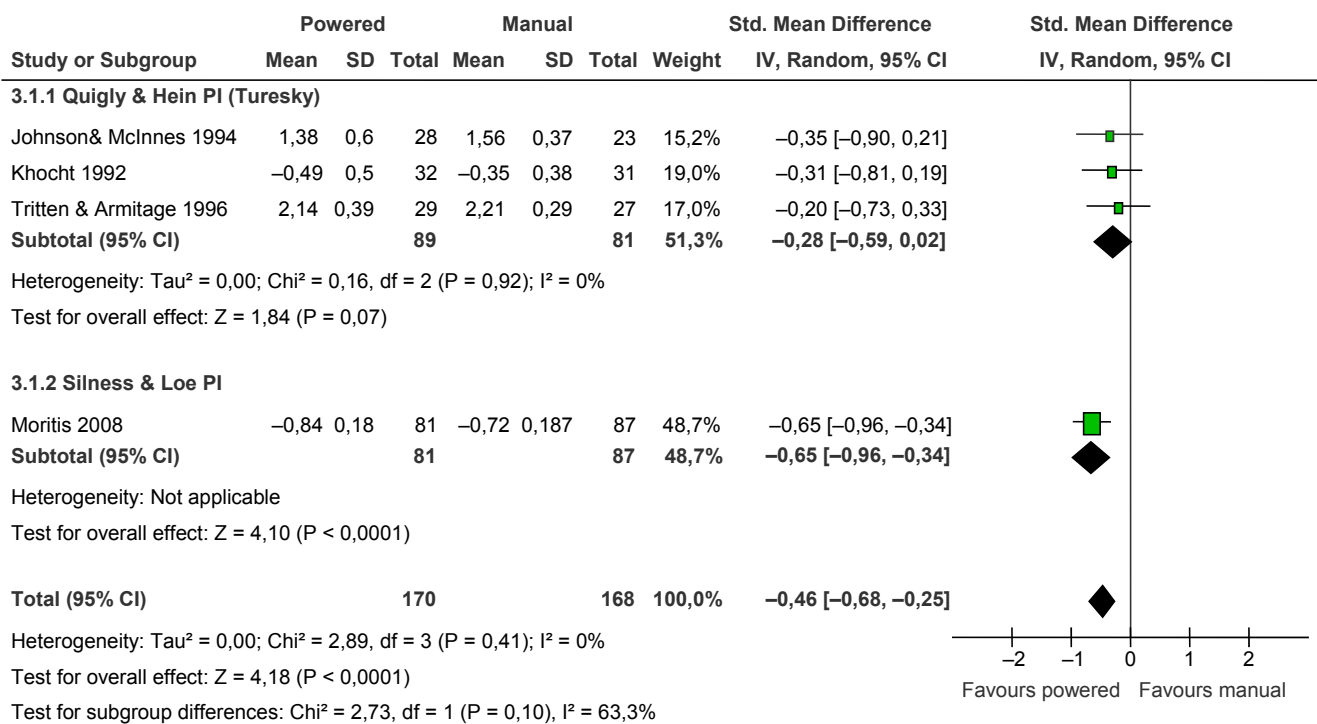 Powered Manual Std. Mean Difference Std. Mean Difference
Study or Subgroup Mean SD Total Mean SD Total Weight IV, Random, 95% CI IV, Random, 95% CI
3.1.1 Quigly & Hein PI (Turesky)
Johnson& McInnes 1994 1,38 0,6 28 1,56 0,37 23 15,2% –0,35 [–0,90, 0,21]
Khocht 1992 –0,49 0,5 32 –0,35 0,38 31 19,0% –0,31 [–0,81, 0,19]
Tritten & Armitage 1996 2,14 0,39 29 2,21 0,29 27 17,0% –0,20 [–0,73, 0,33]
Subtotal (95% CI) 89 81 51,3% –0,28 [–0,59, 0,02]
Heterogeneity: Tau² = 0,00; Chi² = 0,16, df = 2 (P = 0,92); I² = 0%
Test for overall effect: Z = 1,84 (P = 0,07)
3.1.2 Silness & Loe PI
Moritis 2008 –0,84 0,18 81 –0,72 0,187 87 48,7% –0,65 [–0,96, –0,34]
Subtotal (95% CI) 81 87 48,7% –0,65 [–0,96, –0,34]
Heterogeneity: Not applicable
Test for overall effect: Z = 4,10 (P < 0,0001)
Total (95% CI) 170 168 100,0% –0,46 [–0,68, –0,25]
Heterogeneity: Tau² = 0,00; Chi² = 2,89, df = 3 (P = 0,41); I² = 0%
Test for overall effect: Z = 4,18 (P < 0,0001)
Test for subgroup differences: Chi² = 2,73, df = 1 (P = 0,10), I² = 63,3%
–2 –1 0 1 2
Favours powered Favours manual